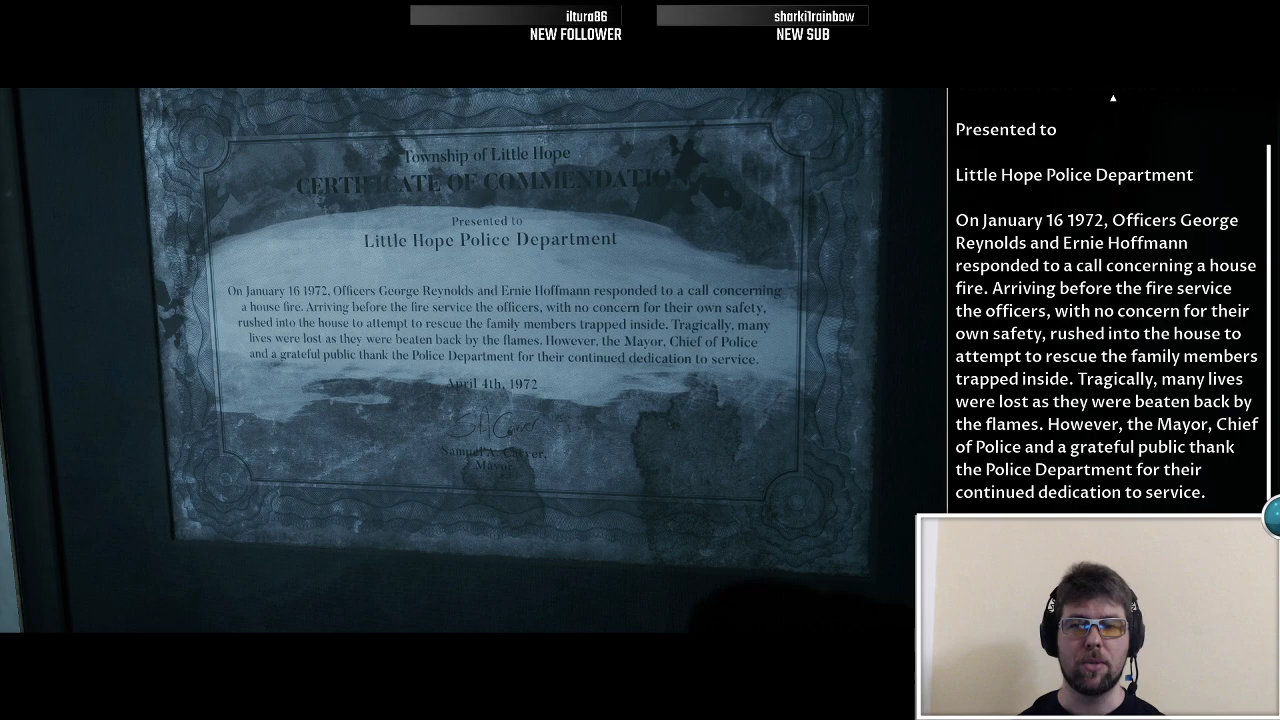 iltura86
NEW FOLLOWER
sharki1rainbow
NEW SUB
Township of Little Hope
CERTIFICATE OF COMMENDATIO
Presented to
Little Hope Police Department
On January 16 1972, Officers George Reynolds and Ernie Hoffmann responded to a call concerning
a house fire. Arriving before the fire service the officers, with no concern for their own safety,
rushed into the house to attempt to rescue the family members trapped inside. Tragically, many
lives were lost as they were beaten back by the flames. However, the Mayor, Chief of Police
and a grateful public thank the Police Department for their continued dedication to service.
April 4th, 1972
Samuel A. Carver,
Mayor
Presented to
Little Hope Police Department
On January 16 1972, Officers George
Reynolds and Ernie Hoffmann
responded to a call concerning a house
fire. Arriving before the fire service
the officers, with no concern for their
own safety, rushed into the house to
attempt to rescue the family members
trapped inside. Tragically, many lives
were lost as they were beaten back by
the flames. However, the Mayor, Chief
of Police and a grateful public thank
the Police Department for their
continued dedication to service.